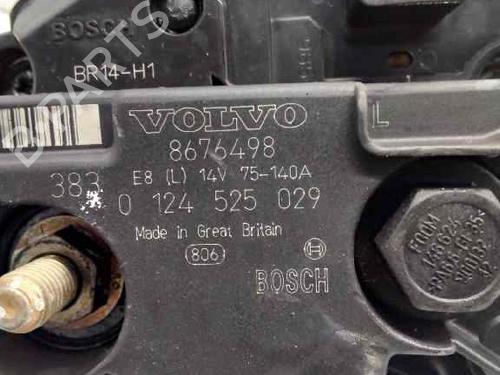 BOSCH
BR14-H1
VOLVO
L
8676498
383 E8 (L) 14V 75-140A
0 124 525 029
Made in Great Britain
806
BOSCH
B-PARTS